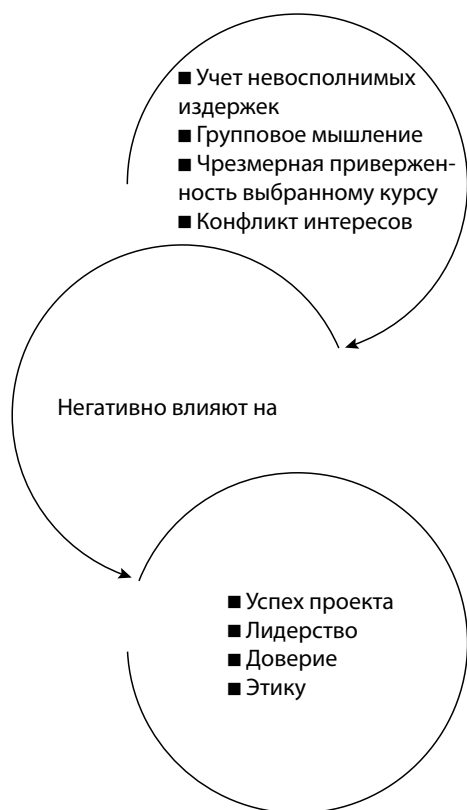 ■ Учет невосполнимых
издержек
■ Групповое мышление
■ Чрезмерная привержен-
ность выбранному курсу
■ Конфликт интересов
Негативно влияют на
■ Успех проекта
■ Лидерство
■ Доверие
■ Этику